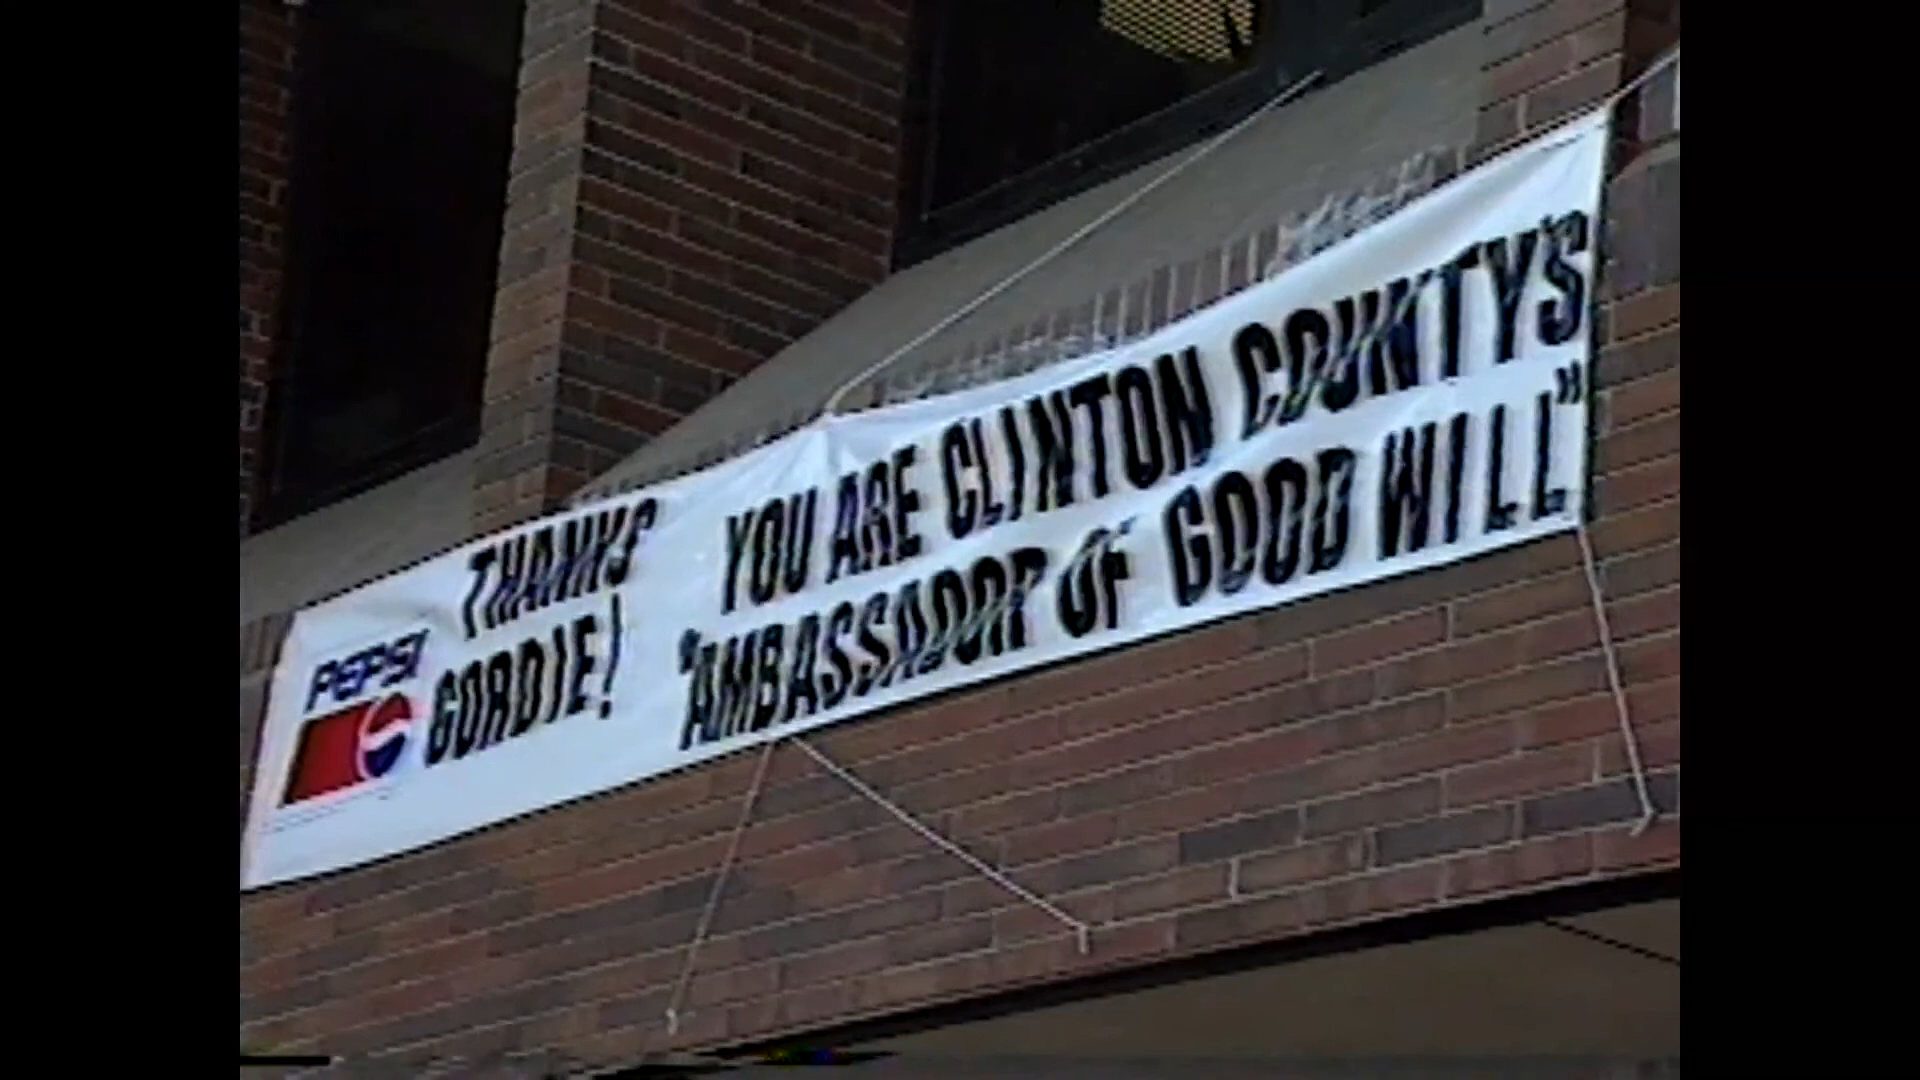 PEPSI
THANKS
GORDIE!
YOU ARE CLINTON COUNTY'S
"AMBASSADOR OF GOOD WILL"